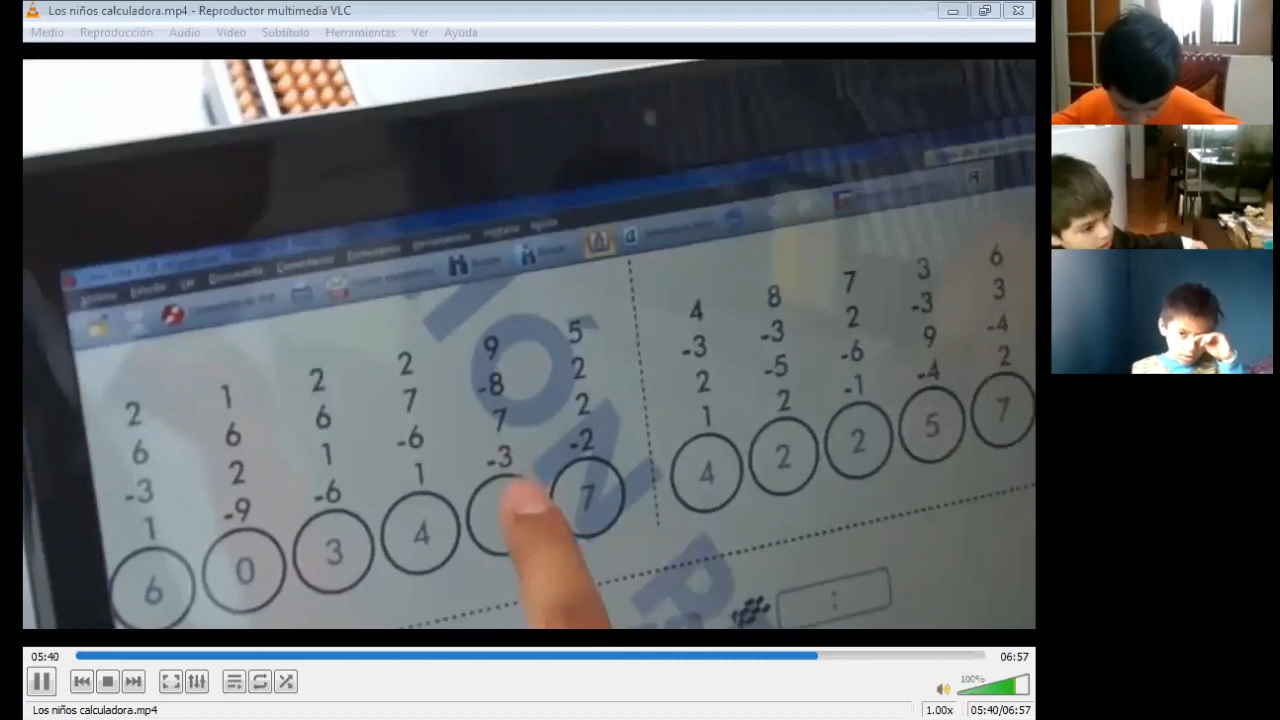 Los niños calculadora.mp4 - Reproductor multimedia VLC
Medio Reproducción Audio Vídeo Subtítulo Herramientas Ver Ayuda
2 1 2 2 9 5
6 6 6 7 -8 2
-3 2 1 -6 7 2
1 -9 -6 1 -3 -2
6 0 3 4 7
4 8 7 3 6
-3 -3 2 -3 3
2 -5 -6 9 -4
1 2 -1 -4 2
4 2 2 5 7
05:40 06:57
100%
Los niños calculadora.mp4 1.00x 05:40/06:57